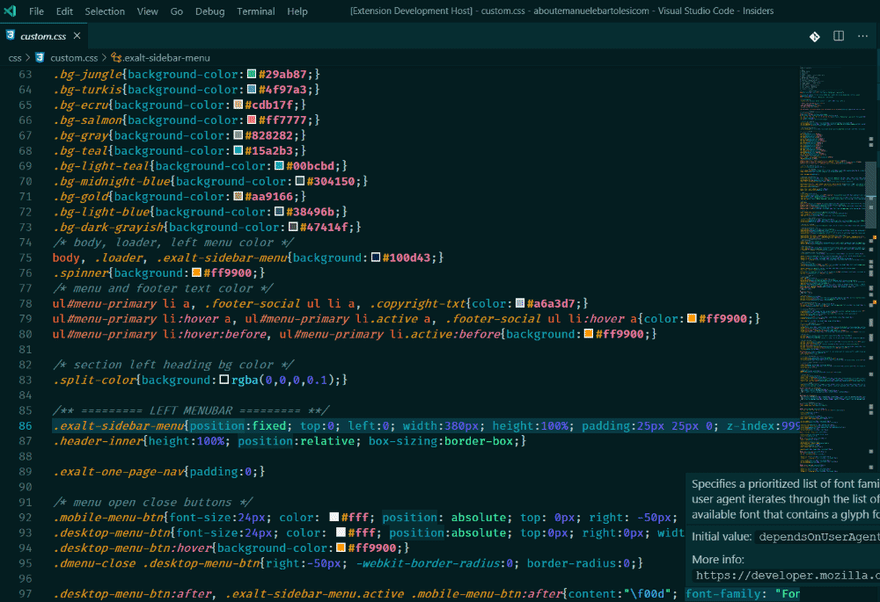 File Edit Selection View Go Debug Terminal Help [Extension Development Host] - custom.css - aboutemanuelebartolesicom - Visual Studio Code - Insiders
custom.css
css > custom.css > .exalt-sidebar-menu
63 .bg-jungle{background-color:#29ab87;}
64 .bg-turkis{background-color:#4f97a3;}
65 .bg-ecru{background-color:#cdb17f;}
66 .bg-salmon{background-color:#ff7777;}
67 .bg-gray{background-color:#828282;}
68 .bg-teal{background-color:#15a2b3;}
69 .bg-light-teal{background-color:#00bcbd;}
70 .bg-midnight-blue{background-color:#304150;}
71 .bg-gold{background-color:#aa9166;}
72 .bg-light-blue{background-color:#38496b;}
73 .bg-dark-grayish{background-color:#47414f;}
74 /* body, loader, left menu color */
75 body, .loader, .exalt-sidebar-menu{background:#100d43;}
76 .spinner{background:#ff9900;}
77 /* menu and footer text color */
78 ul#menu-primary li a, .footer-social ul li a, .copyright-txt{color:#a6a3d7;}
79 ul#menu-primary li:hover a, ul#menu-primary li.active a, .footer-social ul li:hover a{color:#ff9900;}
80 ul#menu-primary li:hover:before, ul#menu-primary li.active:before{background:#ff9900;}
81
82 /* section left heading bg color */
83 .split-color{background:rgba(0,0,0,0.1);}
84
85 /** ========= LEFT MENUBAR ========= **/
86 .exalt-sidebar-menu{position:fixed; top:0; left:0; width:380px; height:100%; padding:25px 25px 0; z-index:999
87 .header-inner{height:100%; position:relative; box-sizing:border-box;}
88
89 .exalt-one-page-nav{padding:0;}
90
91 /* menu open close buttons */
92 .mobile-menu-btn{font-size:24px; color: #fff; position: absolute; top: 0px; right: -50px;
93 .desktop-menu-btn{font-size:24px; color: #fff; position:absolute; top:0px; right:0px; widt
94 .desktop-menu-btn:hover{background-color:#ff9900;}
95 .dmenu-close .desktop-menu-btn{right:-50px; -webkit-border-radius:0; border-radius:0;}
96
97 .desktop-menu-btn:after, .exalt-sidebar-menu.active .mobile-menu-btn:after{content:"\f00d"; font-family: "For
Specifies a prioritized list of font fami
user agent iterates through the list of
available font that contains a glyph fo
Initial value: dependsOnUserAgent
More info:
https://developer.mozilla.c